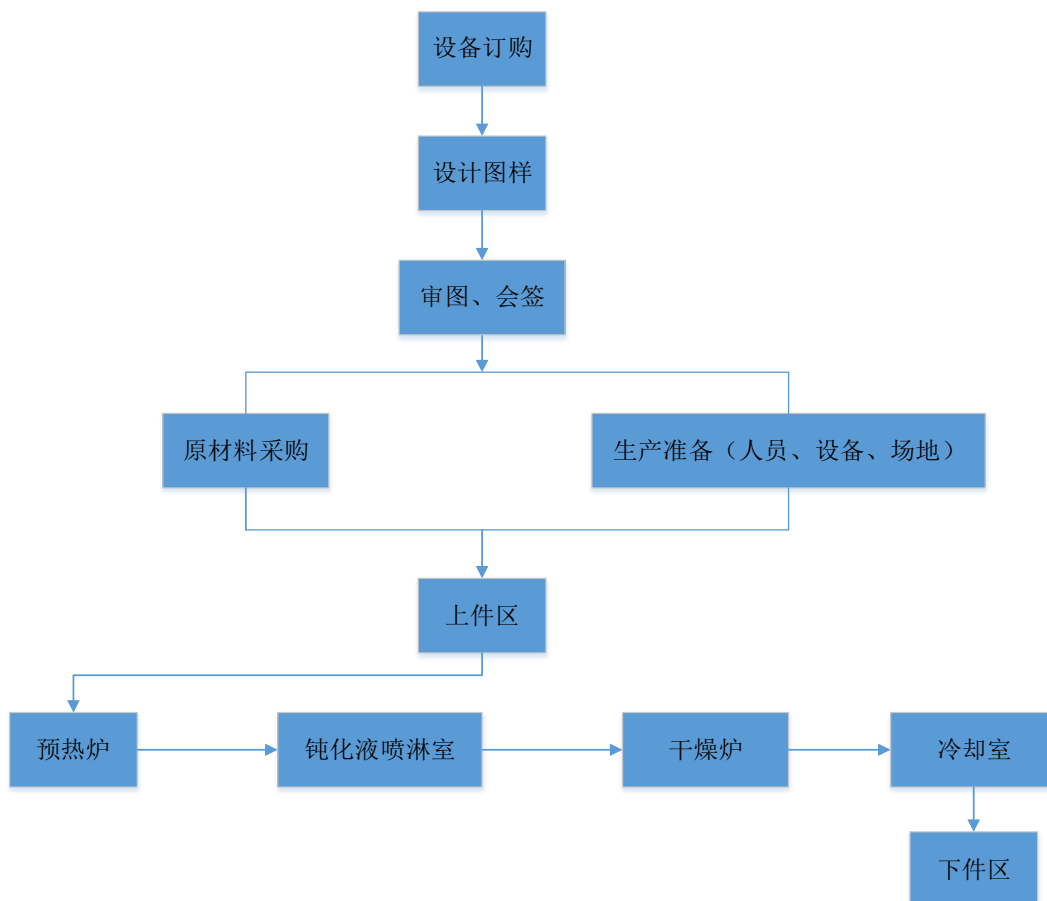 设备订购
设计图样
审图、会签
原材料采购
生产准备（人员、设备、场地）
上件区
预热炉
钝化液喷淋室
干燥炉
冷却室
下件区